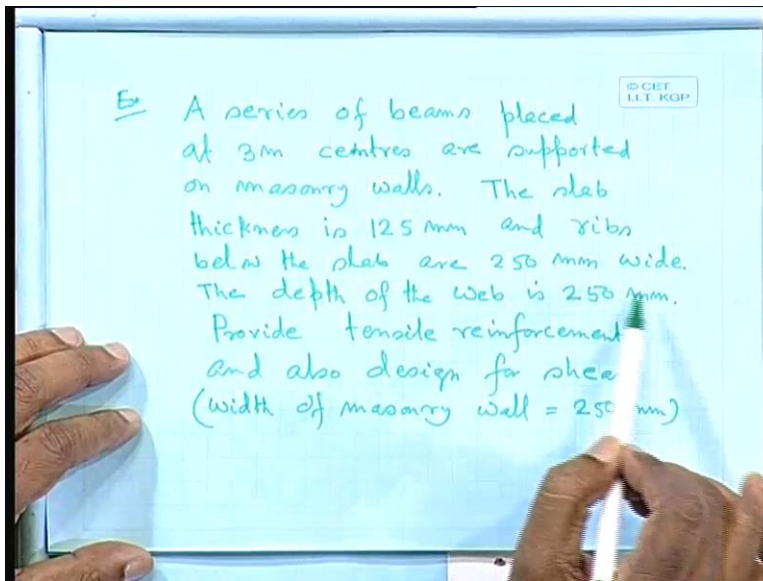 © CET
I.I.T. KGP
Ex A series of beams placed
at 3m centres are supported
on masonry walls. The slab
thickness is 125 mm and ribs
below the slab are 250 mm wide.
The depth of the web is 250 mm.
Provide tensile reinforcement
and also design for shea
(width of masonry wall = 250 mm)